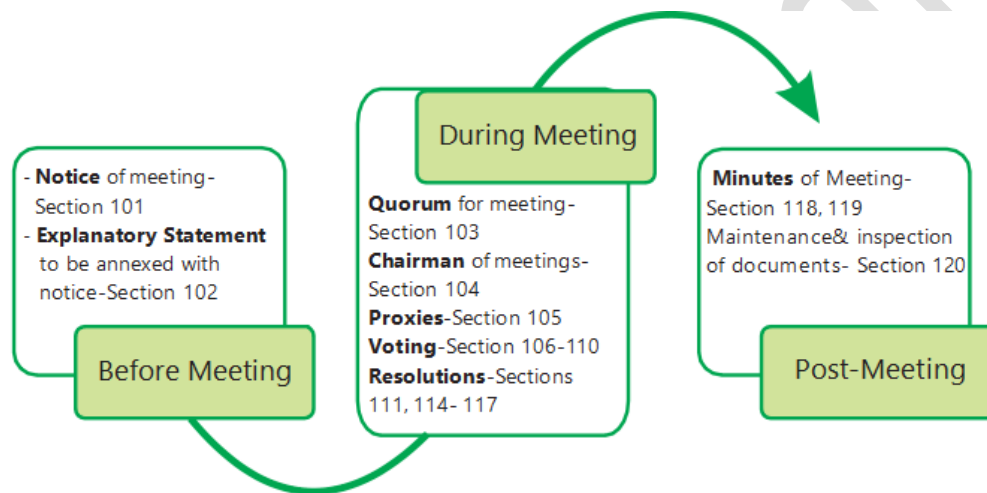 - Notice of meeting-
Section 101
- Explanatory Statement
to be annexed with
notice-Section 102
Before Meeting
During Meeting
Quorum for meeting-
Section 103
Chairman of meetings-
Section 104
Proxies-Section 105
Voting-Section 106-110
Resolutions-Sections
111, 114- 117
Minutes of Meeting-
Section 118, 119
Maintenance& inspection
of documents- Section 120
Post-Meeting